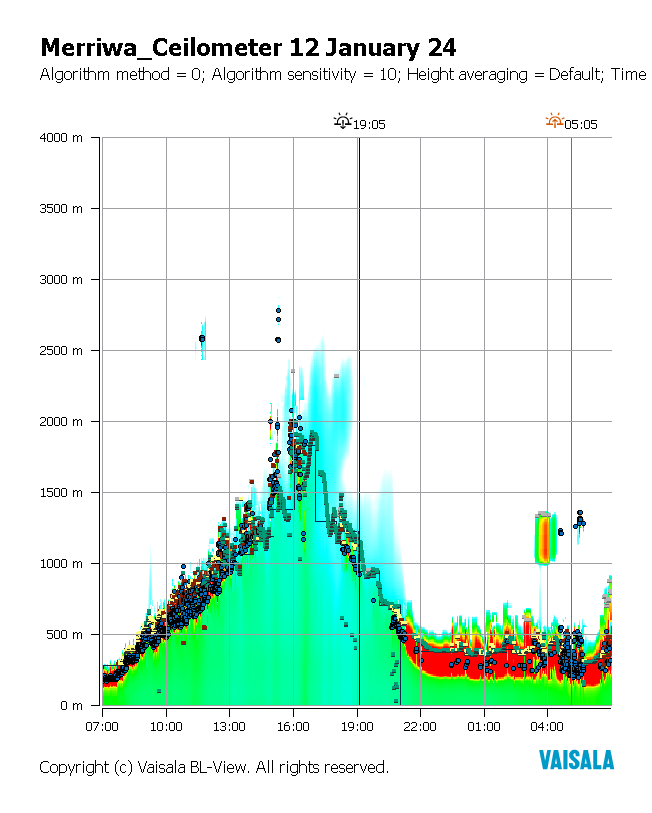 Merriwa_Ceilometer 12 January 24
Algorithm method = 0; Algorithm sensitivity = 10; Height averaging = Default; Time
19:05 05:05
4000 m
3500 m
3000 m
2500 m
2000 m
1500 m
1000 m
500 m
0 m
07:00 10:00 13:00 16:00 19:00 22:00 01:00 04:00
VAISALA
Copyright (c) Vaisala BL-View. All rights reserved.